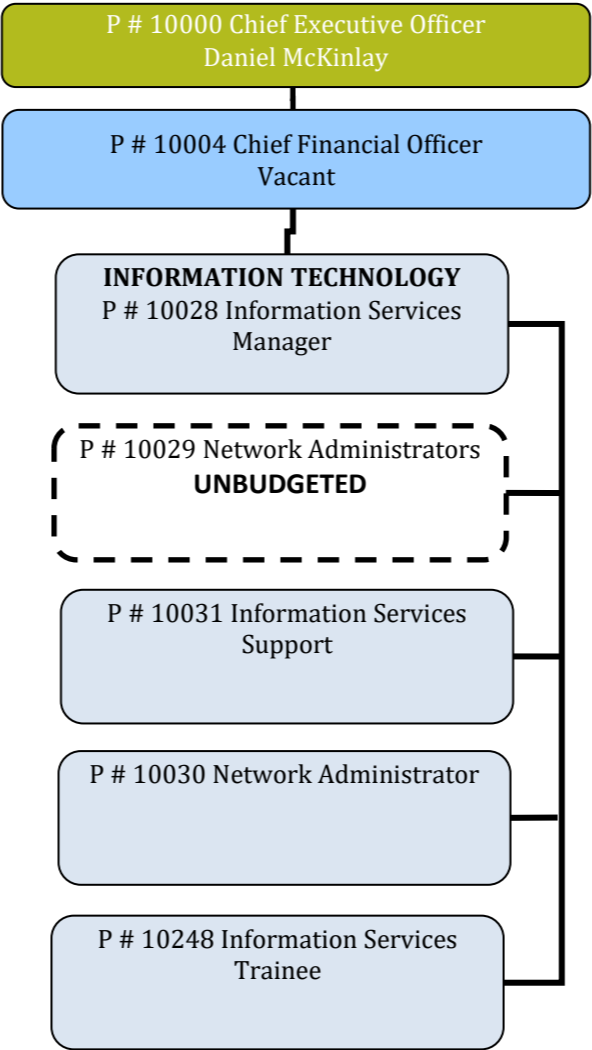 P # 10000 Chief Executive Officer
Daniel McKinlay
P # 10004 Chief Financial Officer
Vacant
INFORMATION TECHNOLOGY
P # 10028 Information Services
Manager
P # 10029 Network Administrators
UNBUDGETED
P # 10031 Information Services
Support
P # 10030 Network Administrator
P # 10248 Information Services
Trainee